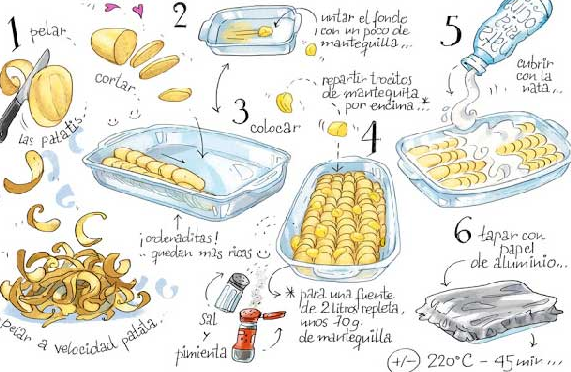 1 pelar
cortar
las patatis
2
untar el fondo
con un poco de
mantequilla...
3
colocar
¡ordenaditas!
.. quedan más ricas
repartir trocitos
de mantequilla
por encima...*
4
sal
y
pimienta
* para una fuente
de 2 litros repleta,
unos 70 g.
de mantequilla
5
cubrir
con la
nata...
6 tapar con
papel
de aluminio...
(+/-) 220°C - 45 min...
pelar a velocidad patata